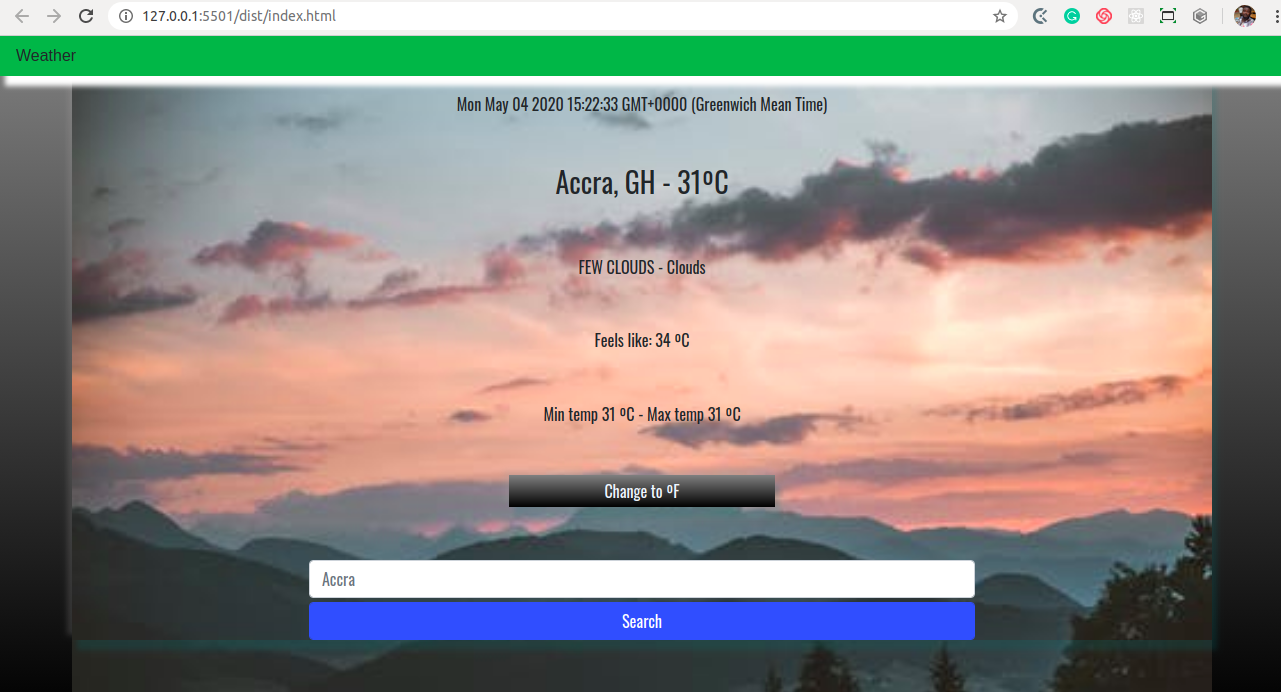 127.0.0.1:5501/dist/index.html
Weather
Mon May 04 2020 15:22:33 GMT+0000 (Greenwich Mean Time)
Accra, GH - 31ºC
FEW CLOUDS - Clouds
Feels like: 34 ºC
Min temp 31 ºC - Max temp 31 ºC
Change to ºF
Accra
Search